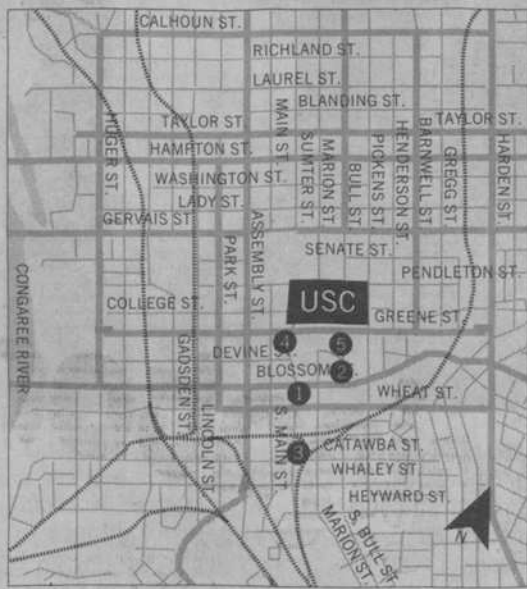 CALHOUN ST.
RICHLAND ST.
LAUREL ST.
BLANDING ST.
TAYLOR ST.
TAYLOR ST.
HAMPTON ST.
WASHINGTON ST.
LADY ST.
GERVAIS ST
HUGER ST.
MAIN ST.
SUMTER ST.
MARION ST.
BULL ST.
PICKENS ST.
HENDERSON ST.
BARNWELL ST
GREGG ST
HARDEN ST.
SENATE ST.
PENDLETON ST.
ASSEMBLY ST.
PARK ST.
COLLEGE ST.
USC
GREENE ST.
CONGAREE RIVER
4
5
DEVINE ST.
BLOSSOM ST.
2
1
WHEAT ST.
GADSDEN ST
LINCOLN ST
S. MAIN ST.
3
CATAWBA ST.
WHALEY ST.
HEYWARD ST.
S. BULL ST
MARION ST.
N